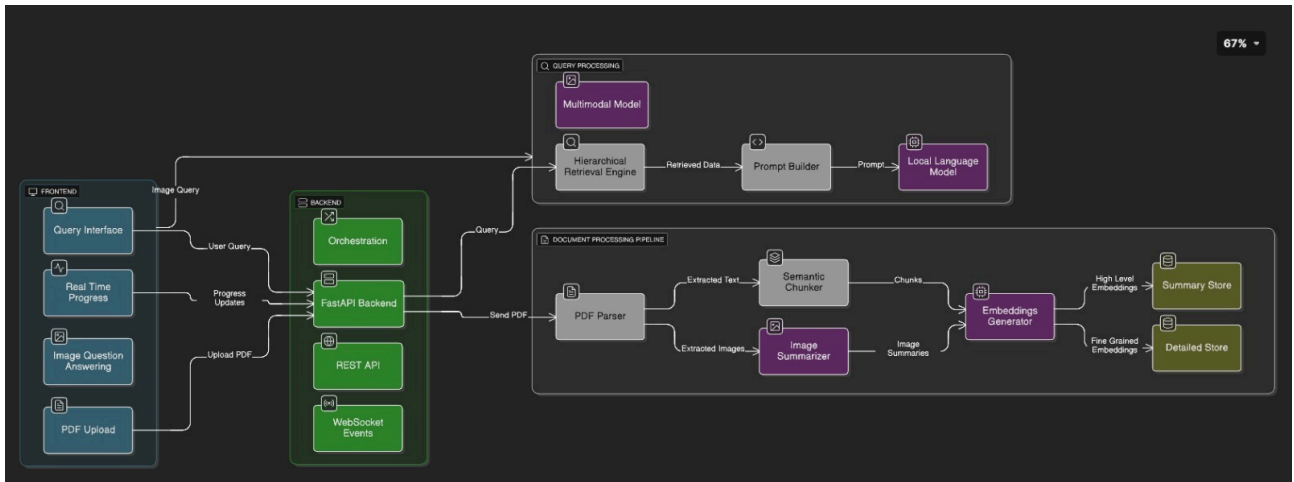 67%
QUERY PROCESSING
Multimodal Model
Hierarchical
Retrieval Engine
Retrieved Data
Prompt Builder
Prompt
Local Language
Model
FRONTEND
Image Query
Query Interface
User Query
Real Time
Progress
Progress
Updates
Image Question
Answering
Upload PDF
PDF Upload
BACKEND
Orchestration
FastAPI Backend
REST API
WebSocket
Events
Query
Send PDF
DOCUMENT PROCESSING PIPELINE
PDF Parser
Extracted Text
Extracted Images
Semantic
Chunker
Image
Summarizer
Chunks
Image
Summaries
Embeddings
Generator
High Level
Embeddings
Fine Grained
Embeddings
Summary Store
Detailed Store